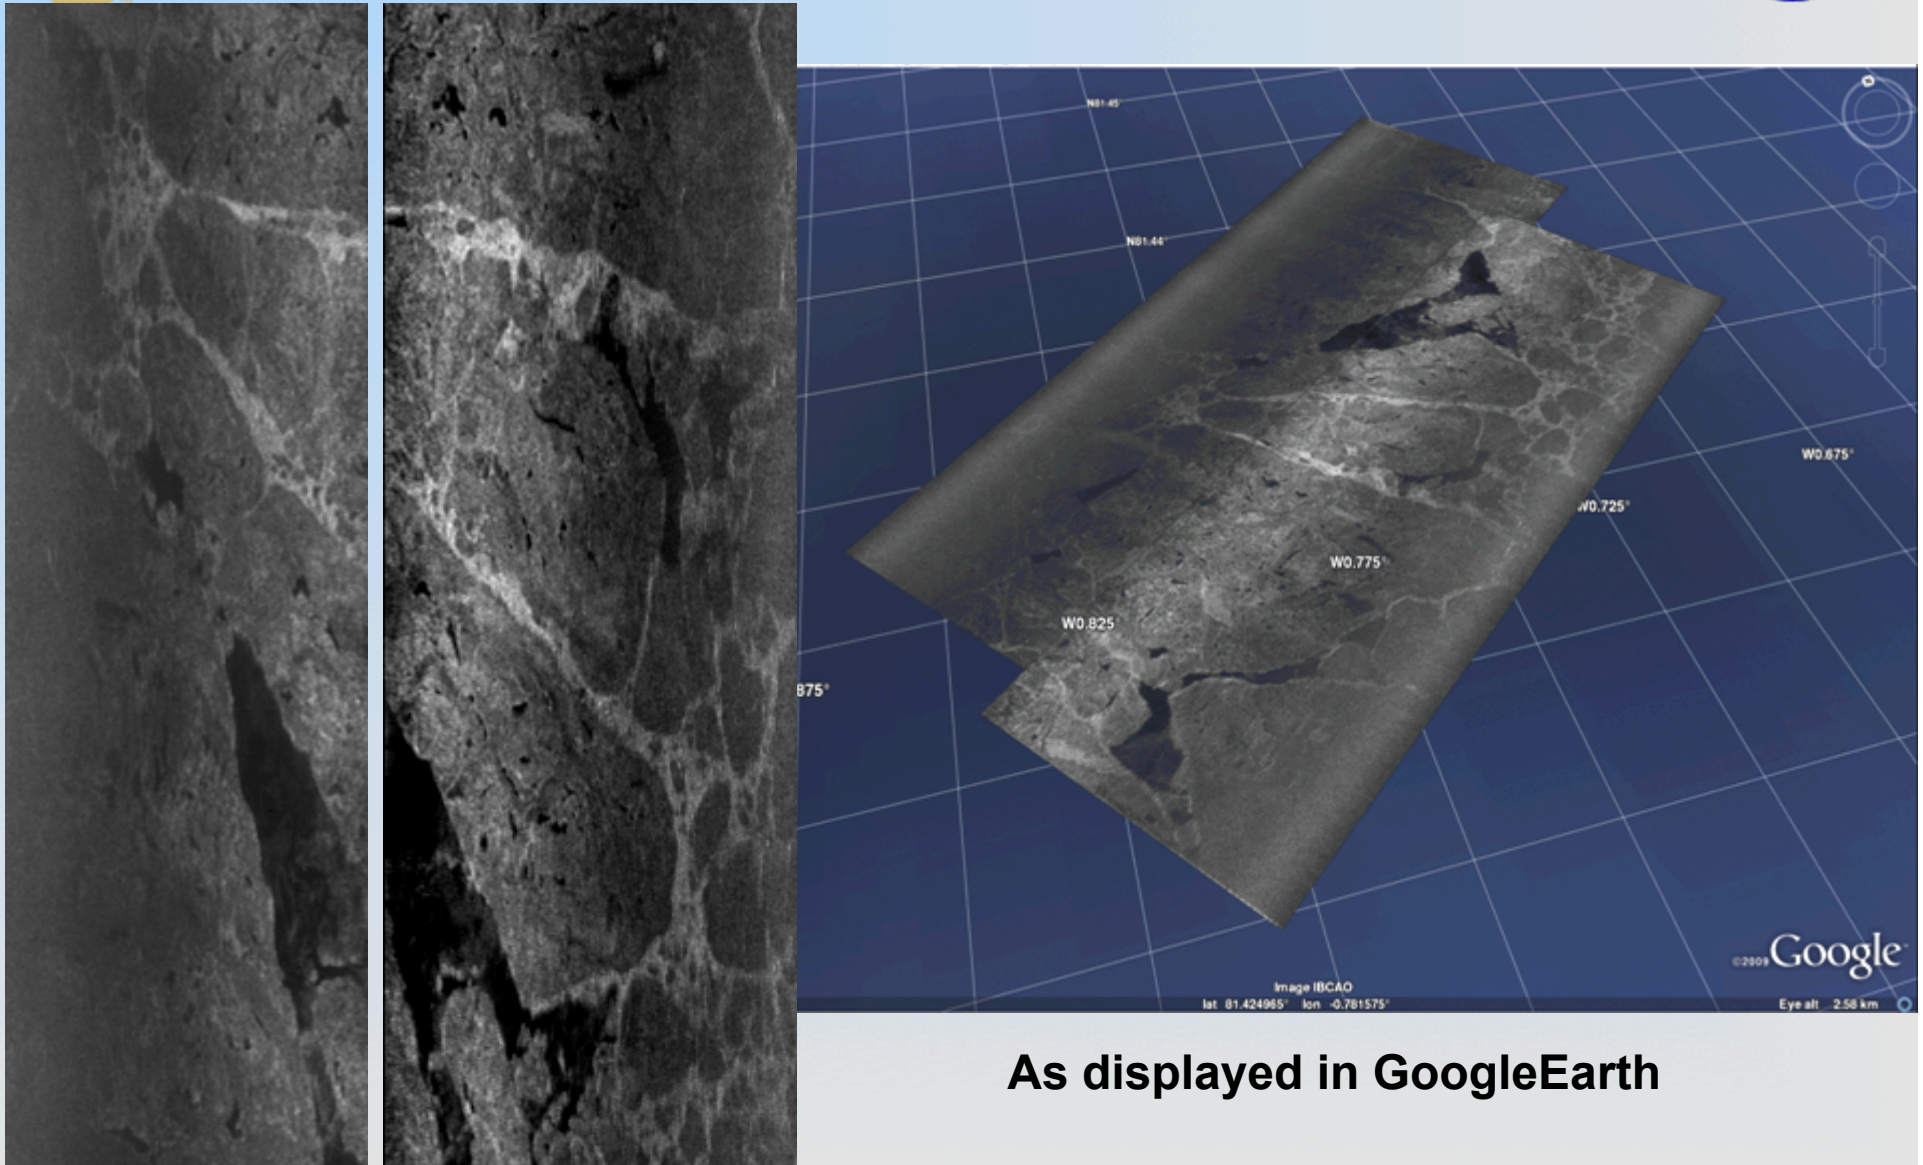 N81.45°
N81.44°
W0.675°
W0.725°
W0.775°
W0.825
875°
©2009 Google
Image IBCAO
lat 81.424965° lon -0.781575°
Eye alt 2.58 km
As displayed in GoogleEarth